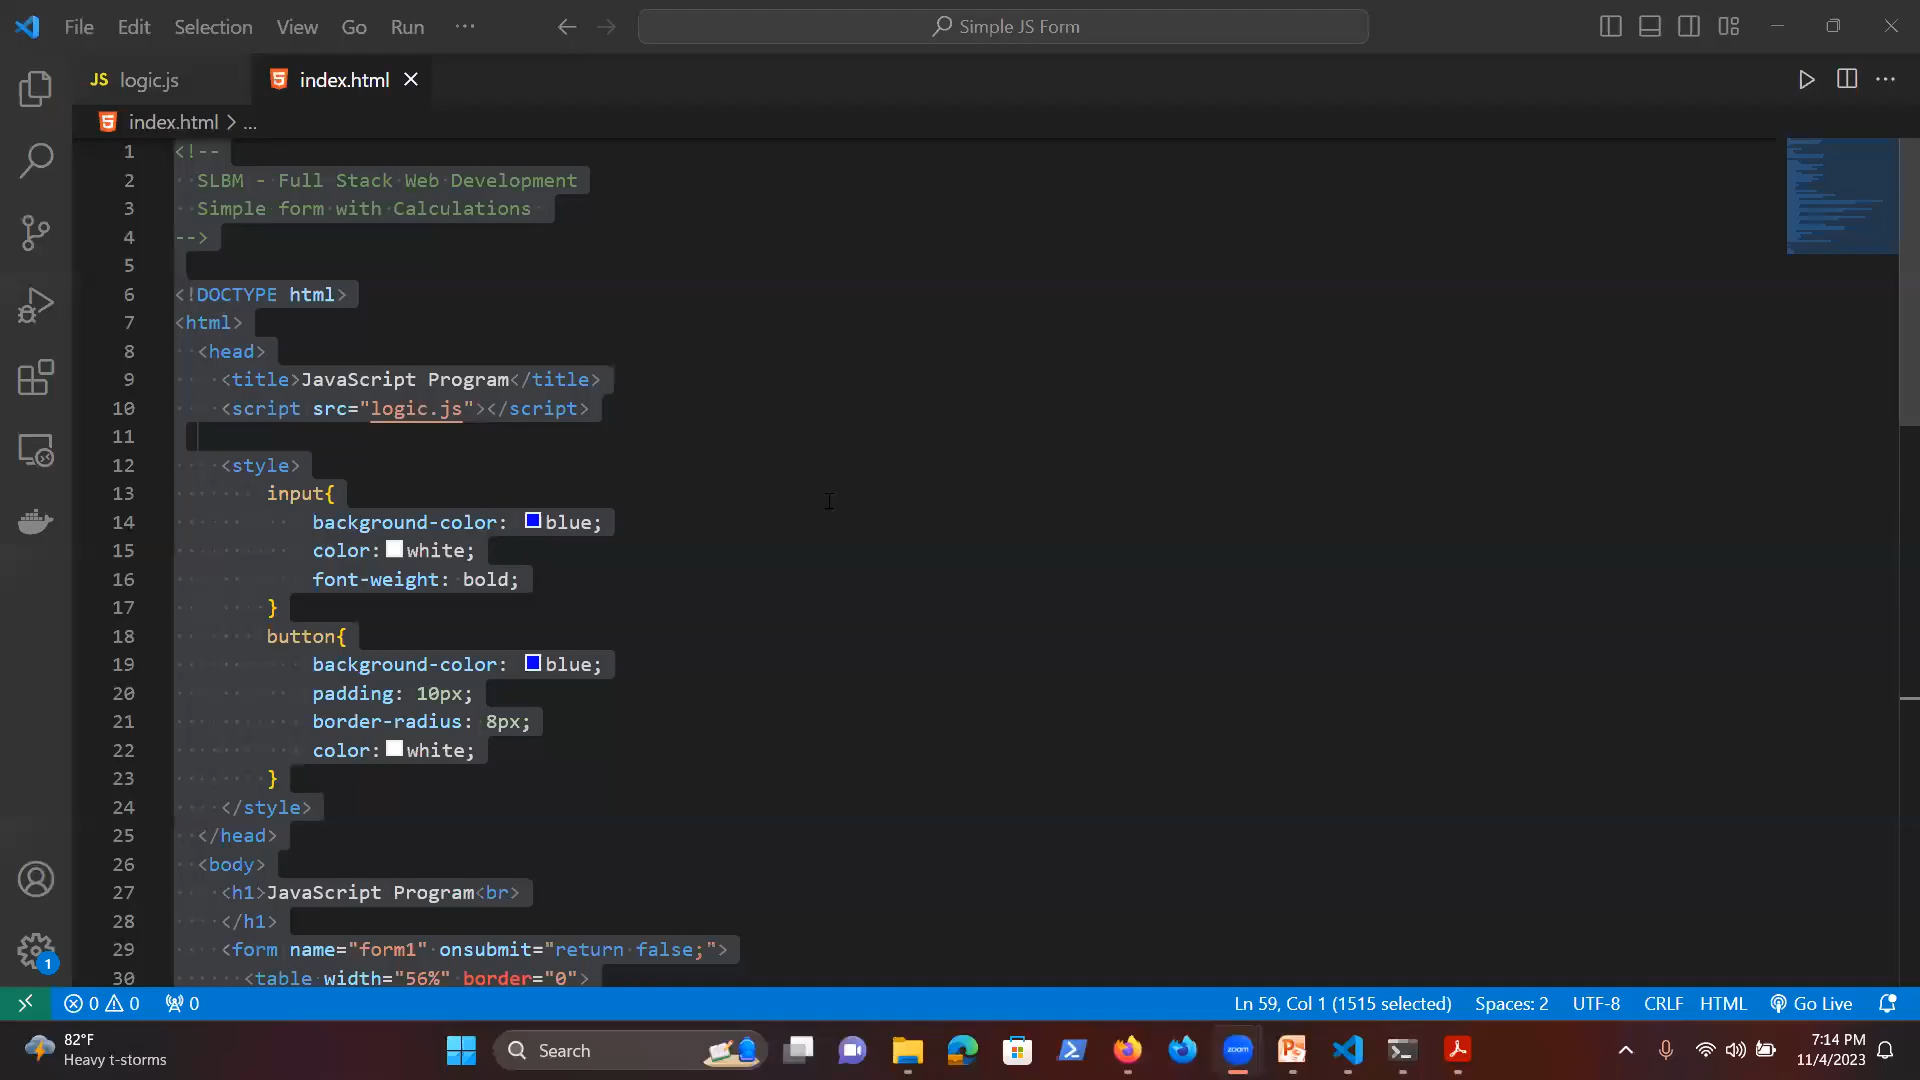 File Edit Selection View Go Run ··· Simple JS Form
JS logic.js index.html
index.html > ...
1 <!--
2 SLBM - Full Stack Web Development
3 Simple form with Calculations
4 -->
5
6 <!DOCTYPE html>
7 <html>
8 <head>
9 <title>JavaScript Program</title>
10 <script src="logic.js"></script>
11
12 <style>
13 input{
14 background-color: blue;
15 color: white;
16 font-weight: bold;
17 }
18 button{
19 background-color: blue;
20 padding: 10px;
21 border-radius: 8px;
22 color: white;
23 }
24 </style>
25 </head>
26 <body>
27 <h1>JavaScript Program<br>
28 </h1>
29 <form name="form1" onsubmit="return false;">
30 <table width="56%" border="0">
1
0 0 0 Ln 59, Col 1 (1515 selected) Spaces: 2 UTF-8 CRLF HTML Go Live
82°F
Heavy t-storms
Search
zoom
7:14 PM
11/4/2023